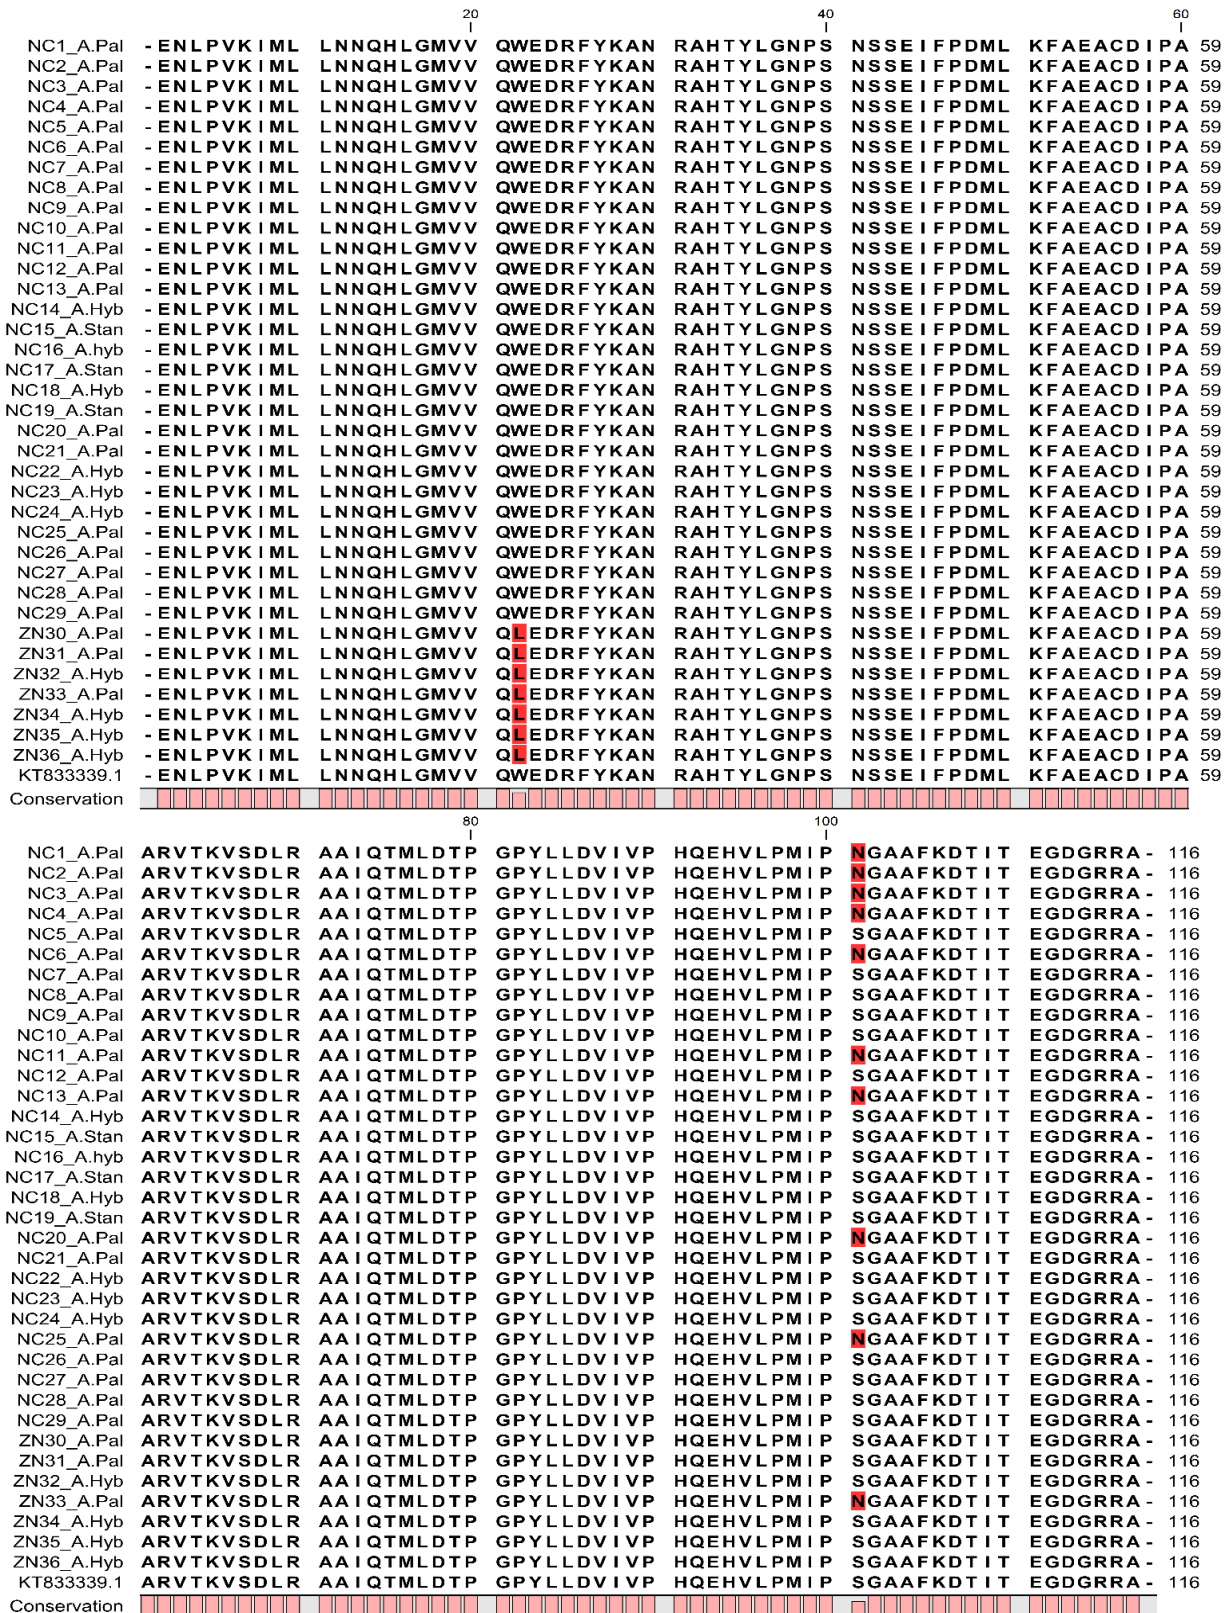 20 40 60
NC1_A.Pal -ENLPVKIML LNNQHLGMVV QWEDRFYKAN RAHTYLGNPS NSSEIFPDML KFAEACDIPA 59
NC2_A.Pal -ENLPVKIML LNNQHLGMVV QWEDRFYKAN RAHTYLGNPS NSSEIFPDML KFAEACDIPA 59
NC3_A.Pal -ENLPVKIML LNNQHLGMVV QWEDRFYKAN RAHTYLGNPS NSSEIFPDML KFAEACDIPA 59
NC4_A.Pal -ENLPVKIML LNNQHLGMVV QWEDRFYKAN RAHTYLGNPS NSSEIFPDML KFAEACDIPA 59
NC5_A.Pal -ENLPVKIML LNNQHLGMVV QWEDRFYKAN RAHTYLGNPS NSSEIFPDML KFAEACDIPA 59
NC6_A.Pal -ENLPVKIML LNNQHLGMVV QWEDRFYKAN RAHTYLGNPS NSSEIFPDML KFAEACDIPA 59
NC7_A.Pal -ENLPVKIML LNNQHLGMVV QWEDRFYKAN RAHTYLGNPS NSSEIFPDML KFAEACDIPA 59
NC8_A.Pal -ENLPVKIML LNNQHLGMVV QWEDRFYKAN RAHTYLGNPS NSSEIFPDML KFAEACDIPA 59
NC9_A.Pal -ENLPVKIML LNNQHLGMVV QWEDRFYKAN RAHTYLGNPS NSSEIFPDML KFAEACDIPA 59
NC10_A.Pal -ENLPVKIML LNNQHLGMVV QWEDRFYKAN RAHTYLGNPS NSSEIFPDML KFAEACDIPA 59
NC11_A.Pal -ENLPVKIML LNNQHLGMVV QWEDRFYKAN RAHTYLGNPS NSSEIFPDML KFAEACDIPA 59
NC12_A.Pal -ENLPVKIML LNNQHLGMVV QWEDRFYKAN RAHTYLGNPS NSSEIFPDML KFAEACDIPA 59
NC13_A.Pal -ENLPVKIML LNNQHLGMVV QWEDRFYKAN RAHTYLGNPS NSSEIFPDML KFAEACDIPA 59
NC14_A.Hyb -ENLPVKIML LNNQHLGMVV QWEDRFYKAN RAHTYLGNPS NSSEIFPDML KFAEACDIPA 59
NC15_A.Stan -ENLPVKIML LNNQHLGMVV QWEDRFYKAN RAHTYLGNPS NSSEIFPDML KFAEACDIPA 59
NC16_A.hyb -ENLPVKIML LNNQHLGMVV QWEDRFYKAN RAHTYLGNPS NSSEIFPDML KFAEACDIPA 59
NC17_A.Stan -ENLPVKIML LNNQHLGMVV QWEDRFYKAN RAHTYLGNPS NSSEIFPDML KFAEACDIPA 59
NC18_A.Hyb -ENLPVKIML LNNQHLGMVV QWEDRFYKAN RAHTYLGNPS NSSEIFPDML KFAEACDIPA 59
NC19_A.Stan -ENLPVKIML LNNQHLGMVV QWEDRFYKAN RAHTYLGNPS NSSEIFPDML KFAEACDIPA 59
NC20_A.Pal -ENLPVKIML LNNQHLGMVV QWEDRFYKAN RAHTYLGNPS NSSEIFPDML KFAEACDIPA 59
NC21_A.Pal -ENLPVKIML LNNQHLGMVV QWEDRFYKAN RAHTYLGNPS NSSEIFPDML KFAEACDIPA 59
NC22_A.Hyb -ENLPVKIML LNNQHLGMVV QWEDRFYKAN RAHTYLGNPS NSSEIFPDML KFAEACDIPA 59
NC23_A.Hyb -ENLPVKIML LNNQHLGMVV QWEDRFYKAN RAHTYLGNPS NSSEIFPDML KFAEACDIPA 59
NC24_A.Hyb -ENLPVKIML LNNQHLGMVV QWEDRFYKAN RAHTYLGNPS NSSEIFPDML KFAEACDIPA 59
NC25_A.Pal -ENLPVKIML LNNQHLGMVV QWEDRFYKAN RAHTYLGNPS NSSEIFPDML KFAEACDIPA 59
NC26_A.Pal -ENLPVKIML LNNQHLGMVV QWEDRFYKAN RAHTYLGNPS NSSEIFPDML KFAEACDIPA 59
NC27_A.Pal -ENLPVKIML LNNQHLGMVV QWEDRFYKAN RAHTYLGNPS NSSEIFPDML KFAEACDIPA 59
NC28_A.Pal -ENLPVKIML LNNQHLGMVV QWEDRFYKAN RAHTYLGNPS NSSEIFPDML KFAEACDIPA 59
NC29_A.Pal -ENLPVKIML LNNQHLGMVV QWEDRFYKAN RAHTYLGNPS NSSEIFPDML KFAEACDIPA 59
ZN30_A.Pal -ENLPVKIML LNNQHLGMVV QLEDRFYKAN RAHTYLGNPS NSSEIFPDML KFAEACDIPA 59
ZN31_A.Pal -ENLPVKIML LNNQHLGMVV QLEDRFYKAN RAHTYLGNPS NSSEIFPDML KFAEACDIPA 59
ZN32_A.Hyb -ENLPVKIML LNNQHLGMVV QLEDRFYKAN RAHTYLGNPS NSSEIFPDML KFAEACDIPA 59
ZN33_A.Pal -ENLPVKIML LNNQHLGMVV QLEDRFYKAN RAHTYLGNPS NSSEIFPDML KFAEACDIPA 59
ZN34_A.Hyb -ENLPVKIML LNNQHLGMVV QLEDRFYKAN RAHTYLGNPS NSSEIFPDML KFAEACDIPA 59
ZN35_A.Hyb -ENLPVKIML LNNQHLGMVV QLEDRFYKAN RAHTYLGNPS NSSEIFPDML KFAEACDIPA 59
ZN36_A.Hyb -ENLPVKIML LNNQHLGMVV QLEDRFYKAN RAHTYLGNPS NSSEIFPDML KFAEACDIPA 59
KT833339.1 -ENLPVKIML LNNQHLGMVV QWEDRFYKAN RAHTYLGNPS NSSEIFPDML KFAEACDIPA 59
Conservation
80 100
NC1_A.Pal ARVTKVSDLR AAIQTMLDTP GPYLLDVIVP HQEHVLPMIP NGAAFKDTIT EGDGRRA- 116
NC2_A.Pal ARVTKVSDLR AAIQTMLDTP GPYLLDVIVP HQEHVLPMIP NGAAFKDTIT EGDGRRA- 116
NC3_A.Pal ARVTKVSDLR AAIQTMLDTP GPYLLDVIVP HQEHVLPMIP NGAAFKDTIT EGDGRRA- 116
NC4_A.Pal ARVTKVSDLR AAIQTMLDTP GPYLLDVIVP HQEHVLPMIP NGAAFKDTIT EGDGRRA- 116
NC5_A.Pal ARVTKVSDLR AAIQTMLDTP GPYLLDVIVP HQEHVLPMIP SGAAFKDTIT EGDGRRA- 116
NC6_A.Pal ARVTKVSDLR AAIQTMLDTP GPYLLDVIVP HQEHVLPMIP NGAAFKDTIT EGDGRRA- 116
NC7_A.Pal ARVTKVSDLR AAIQTMLDTP GPYLLDVIVP HQEHVLPMIP SGAAFKDTIT EGDGRRA- 116
NC8_A.Pal ARVTKVSDLR AAIQTMLDTP GPYLLDVIVP HQEHVLPMIP SGAAFKDTIT EGDGRRA- 116
NC9_A.Pal ARVTKVSDLR AAIQTMLDTP GPYLLDVIVP HQEHVLPMIP SGAAFKDTIT EGDGRRA- 116
NC10_A.Pal ARVTKVSDLR AAIQTMLDTP GPYLLDVIVP HQEHVLPMIP SGAAFKDTIT EGDGRRA- 116
NC11_A.Pal ARVTKVSDLR AAIQTMLDTP GPYLLDVIVP HQEHVLPMIP NGAAFKDTIT EGDGRRA- 116
NC12_A.Pal ARVTKVSDLR AAIQTMLDTP GPYLLDVIVP HQEHVLPMIP SGAAFKDTIT EGDGRRA- 116
NC13_A.Pal ARVTKVSDLR AAIQTMLDTP GPYLLDVIVP HQEHVLPMIP NGAAFKDTIT EGDGRRA- 116
NC14_A.Hyb ARVTKVSDLR AAIQTMLDTP GPYLLDVIVP HQEHVLPMIP SGAAFKDTIT EGDGRRA- 116
NC15_A.Stan ARVTKVSDLR AAIQTMLDTP GPYLLDVIVP HQEHVLPMIP SGAAFKDTIT EGDGRRA- 116
NC16_A.hyb ARVTKVSDLR AAIQTMLDTP GPYLLDVIVP HQEHVLPMIP SGAAFKDTIT EGDGRRA- 116
NC17_A.Stan ARVTKVSDLR AAIQTMLDTP GPYLLDVIVP HQEHVLPMIP SGAAFKDTIT EGDGRRA- 116
NC18_A.Hyb ARVTKVSDLR AAIQTMLDTP GPYLLDVIVP HQEHVLPMIP SGAAFKDTIT EGDGRRA- 116
NC19_A.Stan ARVTKVSDLR AAIQTMLDTP GPYLLDVIVP HQEHVLPMIP SGAAFKDTIT EGDGRRA- 116
NC20_A.Pal ARVTKVSDLR AAIQTMLDTP GPYLLDVIVP HQEHVLPMIP NGAAFKDTIT EGDGRRA- 116
NC21_A.Pal ARVTKVSDLR AAIQTMLDTP GPYLLDVIVP HQEHVLPMIP SGAAFKDTIT EGDGRRA- 116
NC22_A.Hyb ARVTKVSDLR AAIQTMLDTP GPYLLDVIVP HQEHVLPMIP SGAAFKDTIT EGDGRRA- 116
NC23_A.Hyb ARVTKVSDLR AAIQTMLDTP GPYLLDVIVP HQEHVLPMIP SGAAFKDTIT EGDGRRA- 116
NC24_A.Hyb ARVTKVSDLR AAIQTMLDTP GPYLLDVIVP HQEHVLPMIP SGAAFKDTIT EGDGRRA- 116
NC25_A.Pal ARVTKVSDLR AAIQTMLDTP GPYLLDVIVP HQEHVLPMIP NGAAFKDTIT EGDGRRA- 116
NC26_A.Pal ARVTKVSDLR AAIQTMLDTP GPYLLDVIVP HQEHVLPMIP SGAAFKDTIT EGDGRRA- 116
NC27_A.Pal ARVTKVSDLR AAIQTMLDTP GPYLLDVIVP HQEHVLPMIP SGAAFKDTIT EGDGRRA- 116
NC28_A.Pal ARVTKVSDLR AAIQTMLDTP GPYLLDVIVP HQEHVLPMIP SGAAFKDTIT EGDGRRA- 116
NC29_A.Pal ARVTKVSDLR AAIQTMLDTP GPYLLDVIVP HQEHVLPMIP SGAAFKDTIT EGDGRRA- 116
ZN30_A.Pal ARVTKVSDLR AAIQTMLDTP GPYLLDVIVP HQEHVLPMIP SGAAFKDTIT EGDGRRA- 116
ZN31_A.Pal ARVTKVSDLR AAIQTMLDTP GPYLLDVIVP HQEHVLPMIP SGAAFKDTIT EGDGRRA- 116
ZN32_A.Hyb ARVTKVSDLR AAIQTMLDTP GPYLLDVIVP HQEHVLPMIP SGAAFKDTIT EGDGRRA- 116
ZN33_A.Pal ARVTKVSDLR AAIQTMLDTP GPYLLDVIVP HQEHVLPMIP NGAAFKDTIT EGDGRRA- 116
ZN34_A.Hyb ARVTKVSDLR AAIQTMLDTP GPYLLDVIVP HQEHVLPMIP SGAAFKDTIT EGDGRRA- 116
ZN35_A.Hyb ARVTKVSDLR AAIQTMLDTP GPYLLDVIVP HQEHVLPMIP SGAAFKDTIT EGDGRRA- 116
ZN36_A.Hyb ARVTKVSDLR AAIQTMLDTP GPYLLDVIVP HQEHVLPMIP SGAAFKDTIT EGDGRRA- 116
KT833339.1 ARVTKVSDLR AAIQTMLDTP GPYLLDVIVP HQEHVLPMIP SGAAFKDTIT EGDGRRA- 116
Conservation